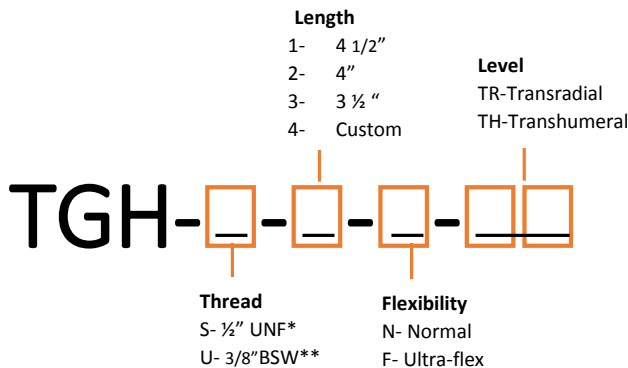 Length
1- 4 1/2”
2- 4”
3- 3 ½ “
4- Custom
Level
TR-Transradial
TH-Transhumeral
TGH-_-_-_-__
Thread
S- ½” UNF*
U- 3/8”BSW**
Flexibility
N- Normal
F- Ultra-flex